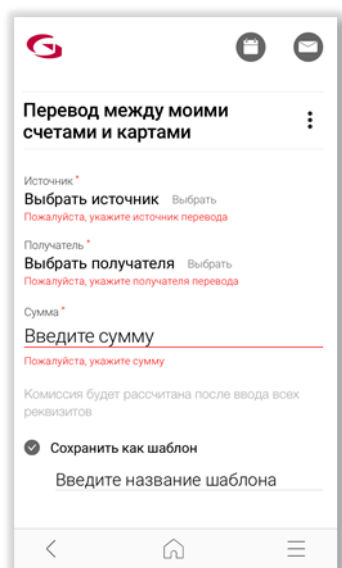 Перевод между моими
счетами и картами
Источник *
Выбрать источник Выбрать
Пожалуйста, укажите источник перевода
Получатель *
Выбрать получателя Выбрать
Пожалуйста, укажите получателя перевода
Сумма *
Введите сумму
Пожалуйста, укажите сумму
Комиссия будет рассчитана после ввода всех
реквизитов
Сохранить как шаблон
Введите название шаблона